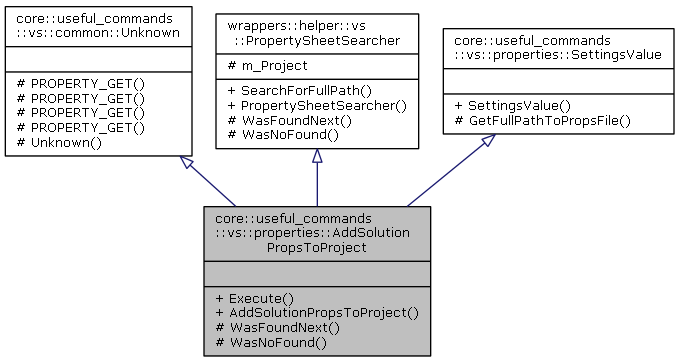 core::useful_commands
::vs::common::Unknown
# PROPERTY_GET()
# PROPERTY_GET()
# PROPERTY_GET()
# PROPERTY_GET()
# Unknown()
wrappers::helper::vs
::PropertySheetSearcher
# m_Project
+ SearchForFullPath()
+ PropertySheetSearcher()
# WasFoundNext()
# WasNoFound()
core::useful_commands
::vs::properties::SettingsValue
+ SettingsValue()
# GetFullPathToPropsFile()
core::useful_commands
::vs::properties::AddSolution
PropsToProject
+ Execute()
+ AddSolutionPropsToProject()
# WasFoundNext()
# WasNoFound()